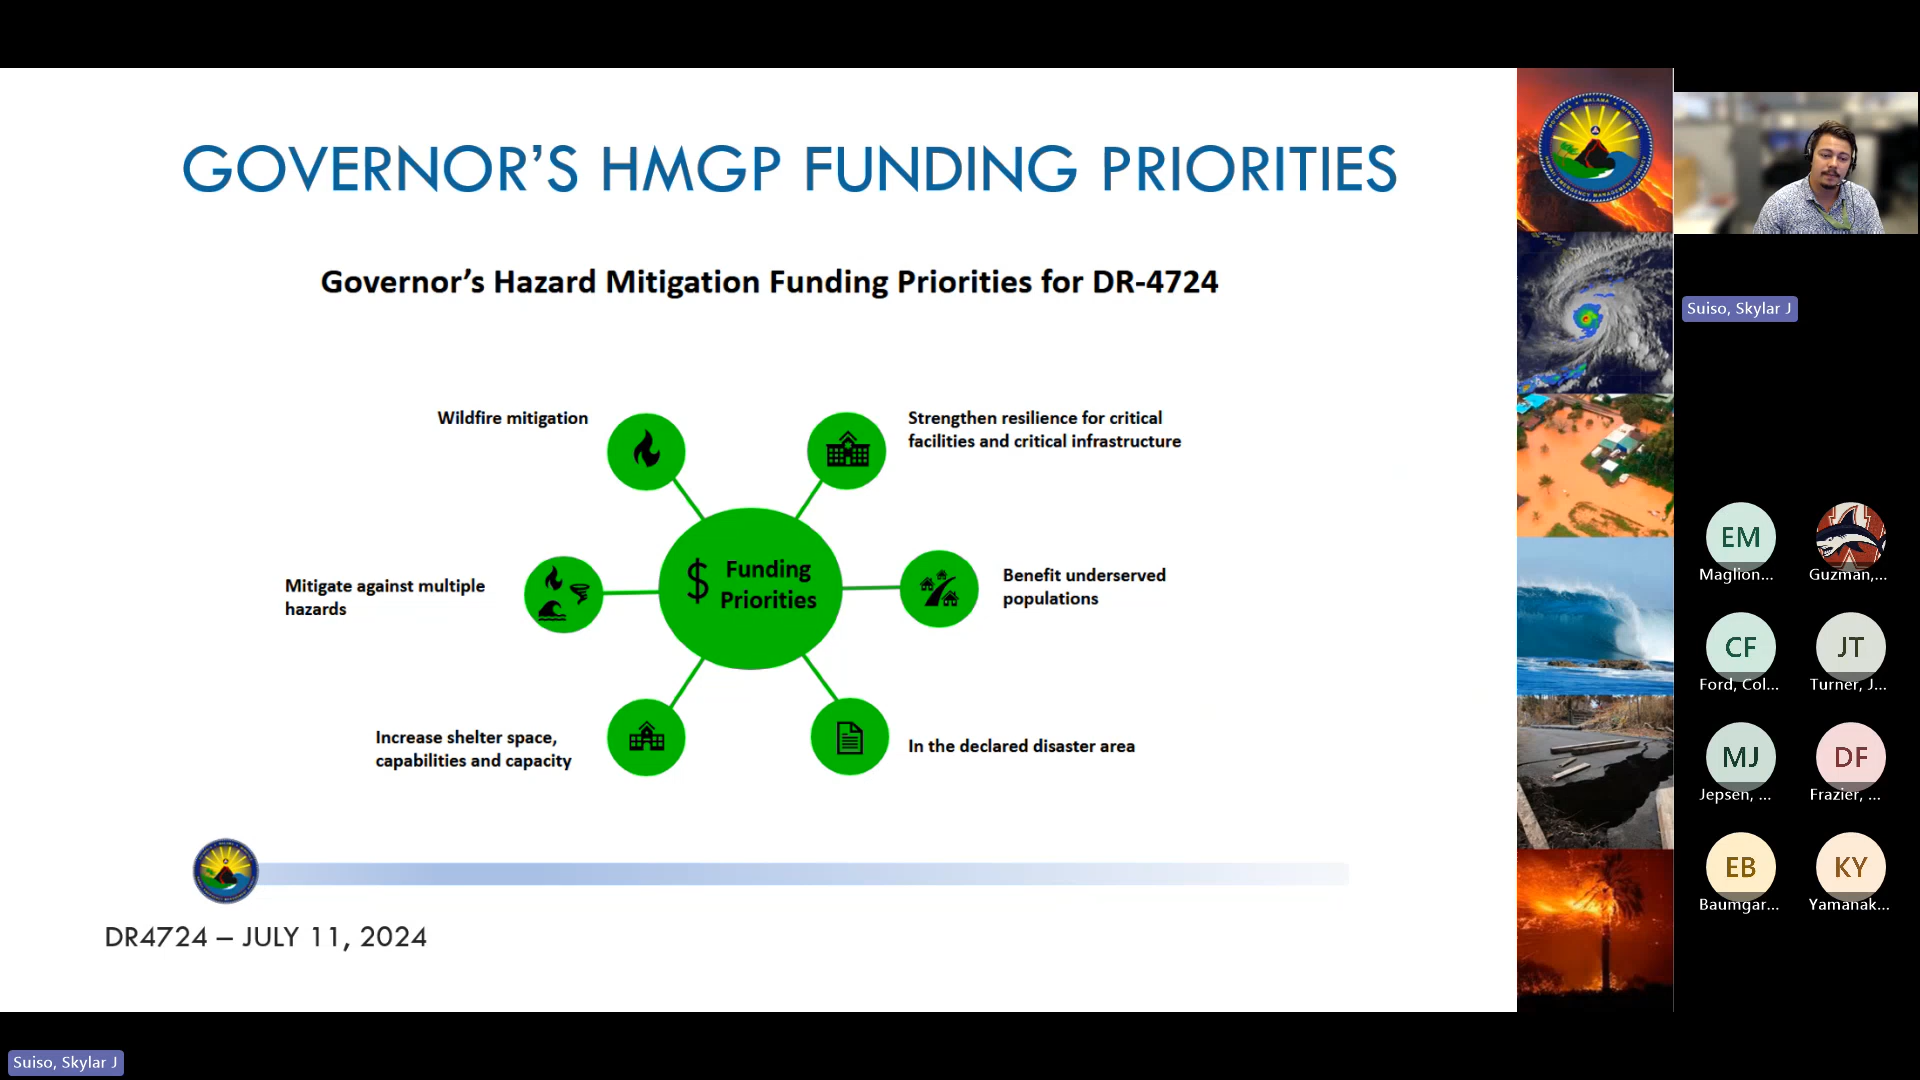 GOVERNOR'S HMGP FUNDING PRIORITIES
Governor's Hazard Mitigation Funding Priorities for DR-4724
Wildfire mitigation
Strengthen resilience for critical
facilities and critical infrastructure
$ Funding
Priorities
Mitigate against multiple
hazards
Benefit underserved
populations
Increase shelter space,
capabilities and capacity
In the declared disaster area
DR4724 – JULY 11, 2024
Suiso, Skylar J
EM
Maglion...
Guzman,...
CF
Ford, Col...
JT
Turner, J...
MJ
Jepsen, ...
DF
Frazier, ...
EB
Baumgar...
KY
Yamanak...
Suiso, Skylar J